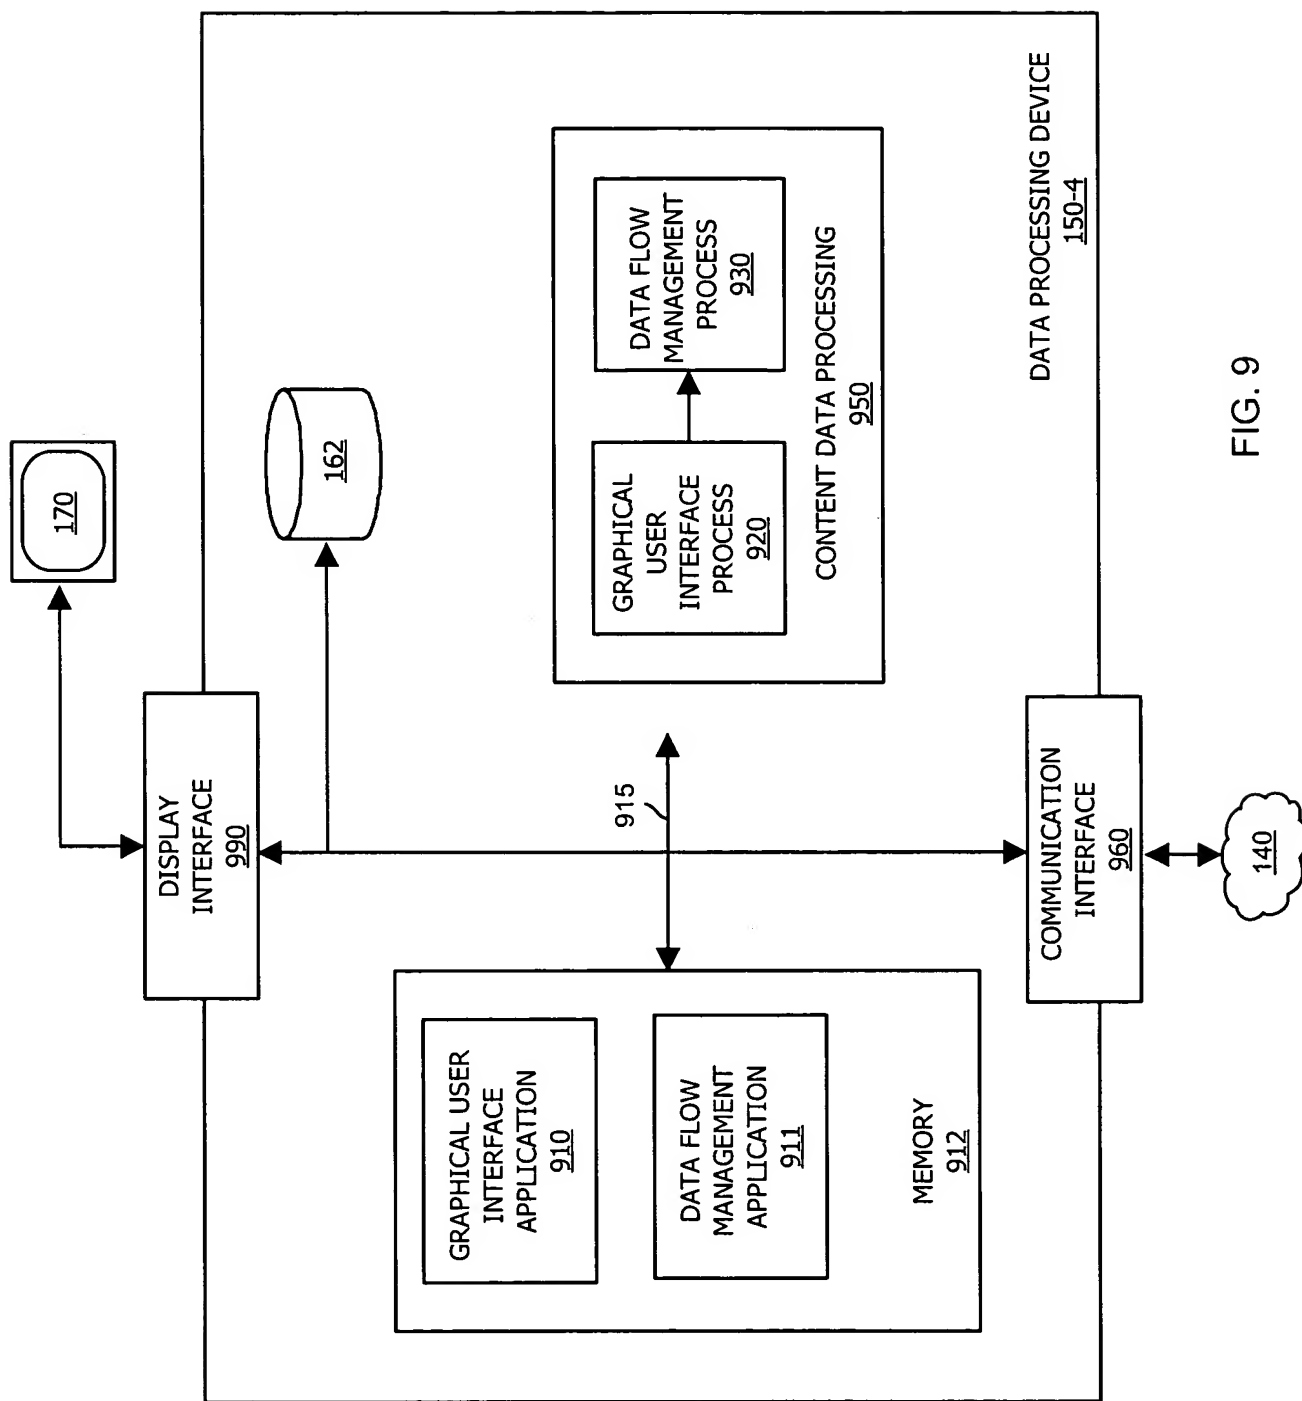 170
DISPLAY
INTERFACE
990
162
GRAPHICAL USER
INTERFACE
APPLICATION
910
DATA FLOW
MANAGEMENT
APPLICATION
911
MEMORY
912
915
GRAPHICAL
USER
INTERFACE
PROCESS
920
DATA FLOW
MANAGEMENT
PROCESS
930
CONTENT DATA PROCESSING
950
COMMUNICATION
INTERFACE
960
DATA PROCESSING DEVICE
150-4
140
FIG. 9